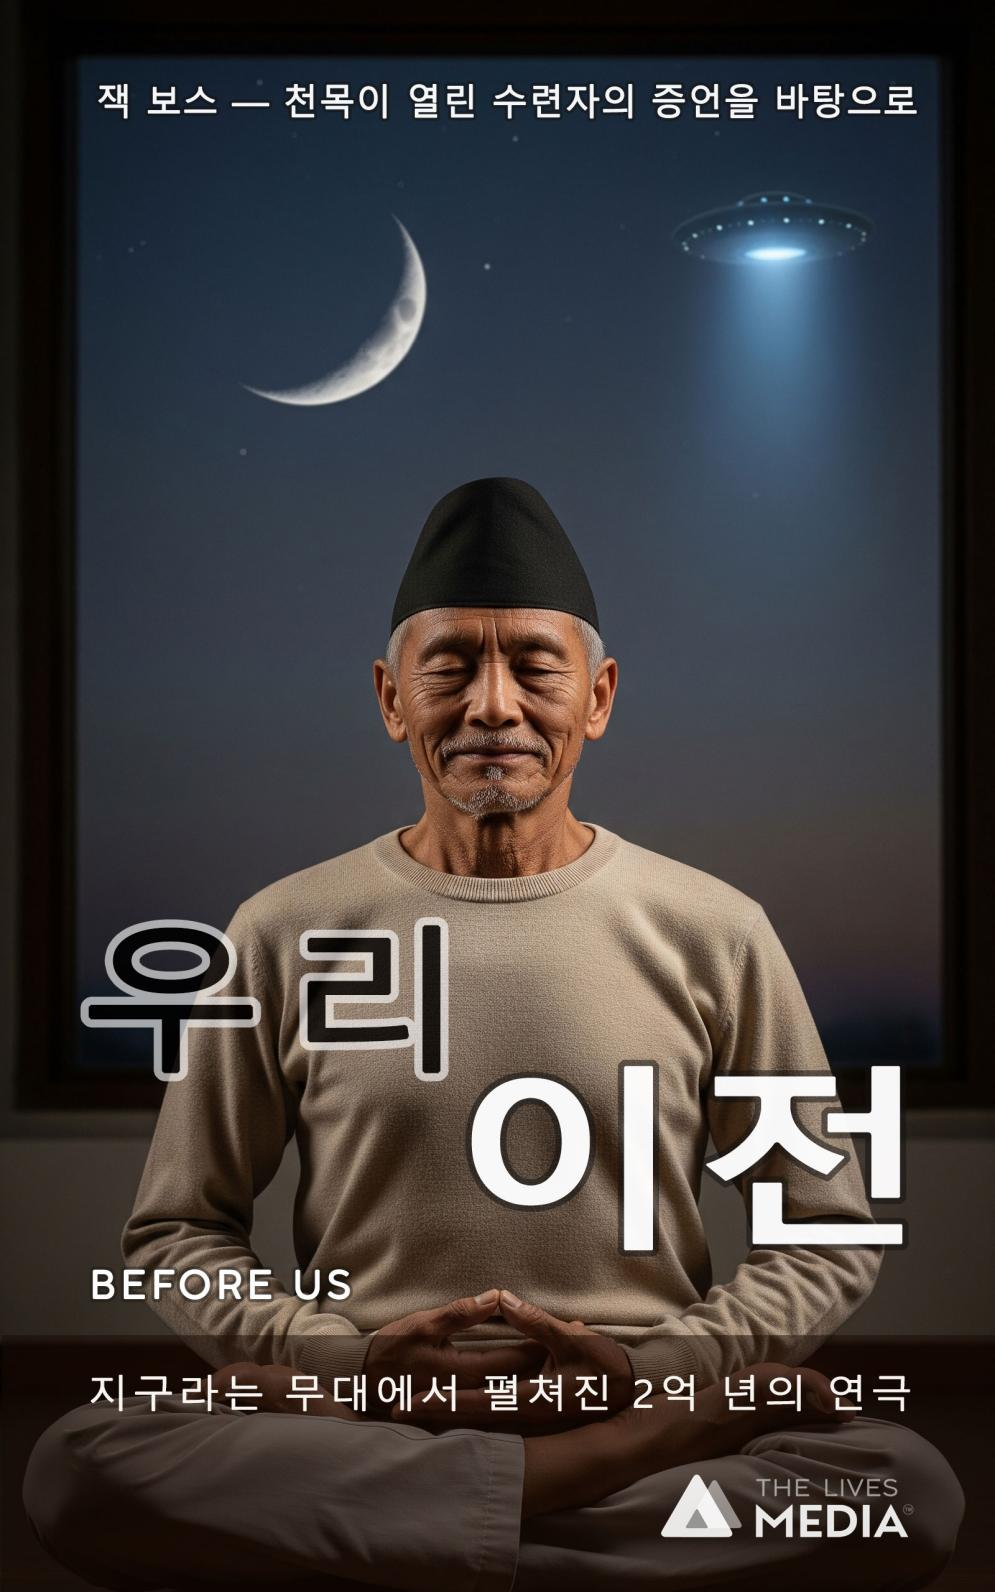 잭 보스 — 천목이 열린 수련자의 증언을 바탕으로
우리
이전
BEFORE US
지구라는 무대에서 펼쳐진 2억 년의 연극
THE LIVES
MEDIA™